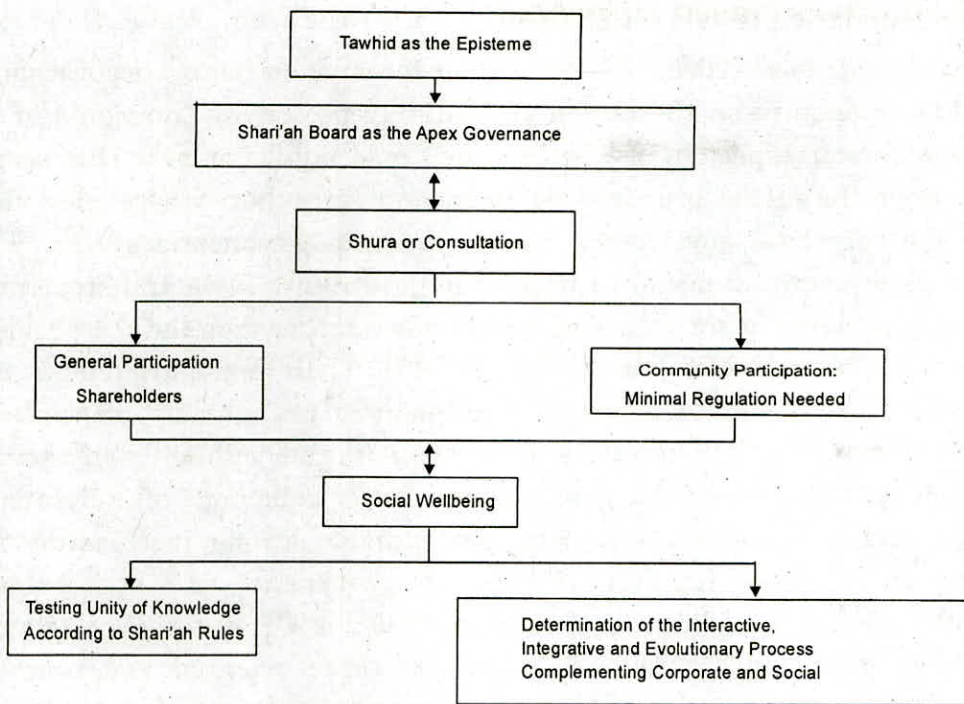 Tawhid as the Episteme
Shari'ah Board as the Apex Governance
Shura or Consultation
General Participation
Shareholders
Community Participation:
Minimal Regulation Needed
Social Wellbeing
Testing Unity of Knowledge
According to Shari'ah Rules
Determination of the Interactive,
Integrative and Evolutionary Process
Complementing Corporate and Social